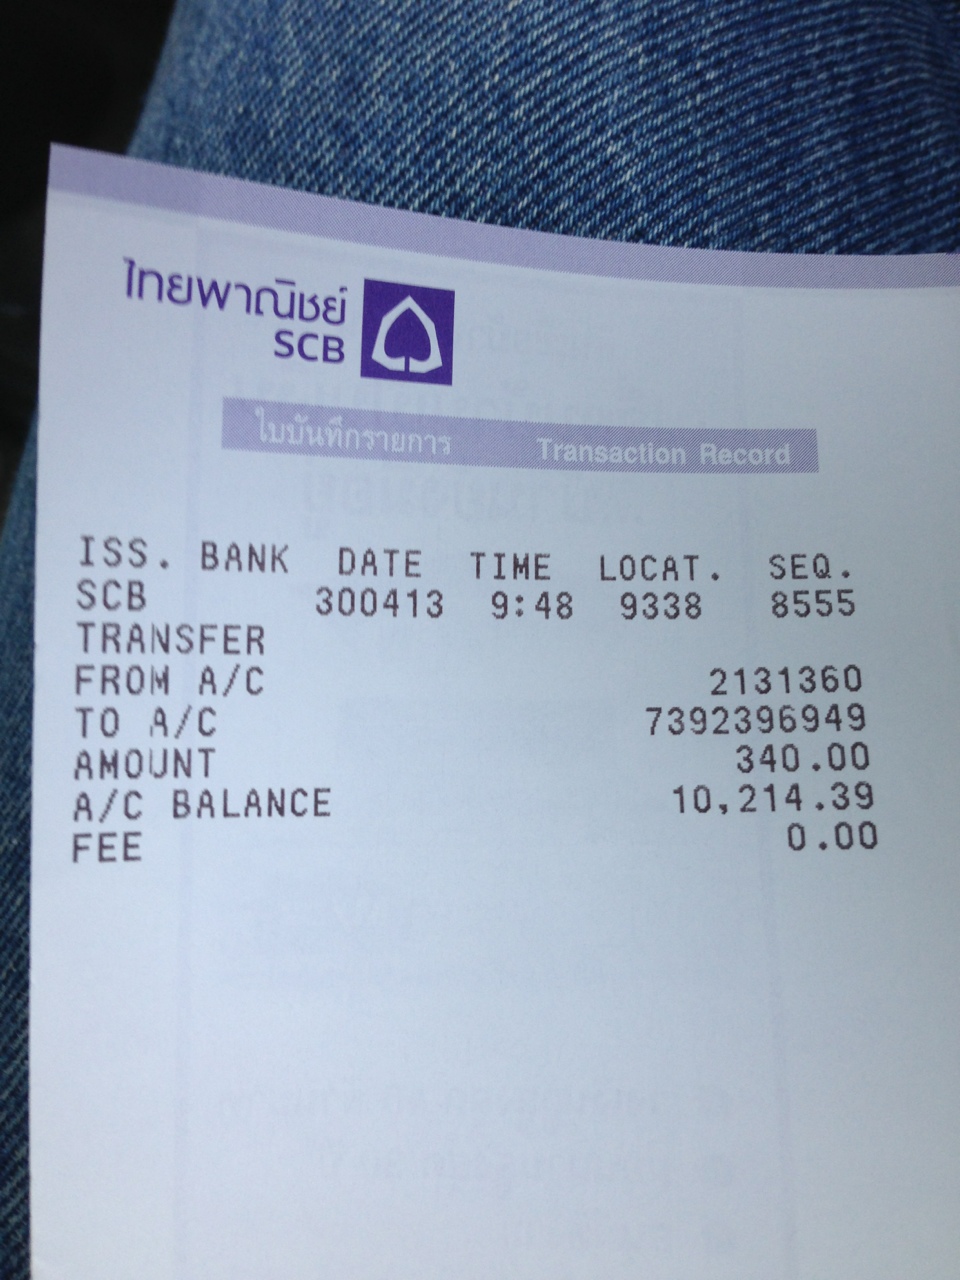 ไทยพาณิชย์
SCB
ใบบันทึกรายการ Transaction Record
ISS. BANK DATE TIME LOCAT. SEQ.
SCB 300413 9:48 9338 8555
TRANSFER
FROM A/C 2131360
TO A/C 7392396949
AMOUNT 340.00
A/C BALANCE 10,214.39
FEE 0.00